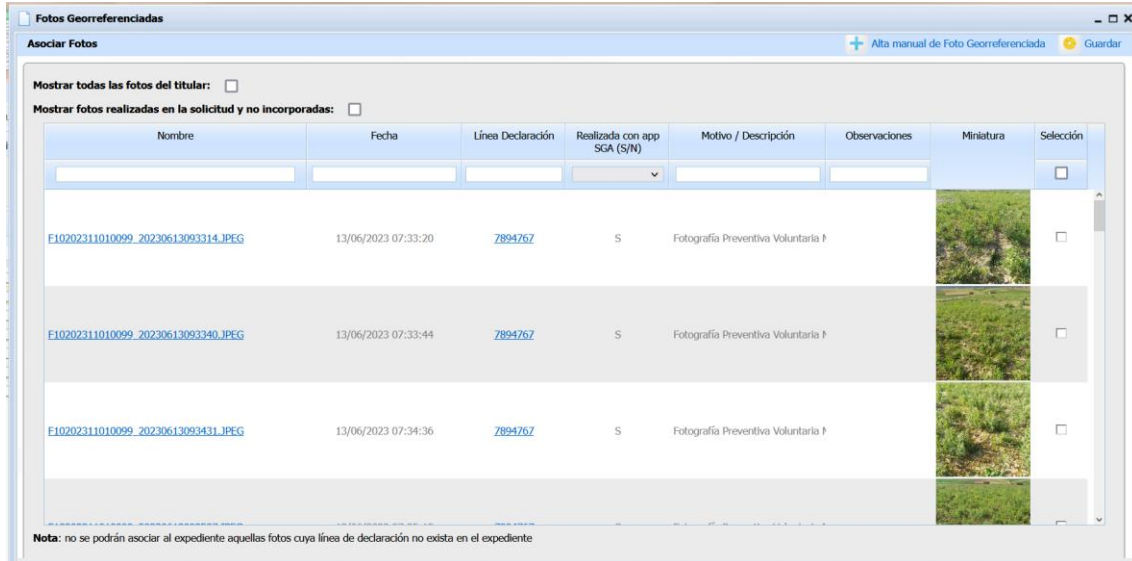 Fotos Georreferenciadas
Asociar Fotos
Alta manual de Foto Georreferenciada
Guardar
Mostrar todas las fotos del titular:
Mostrar fotos realizadas en la solicitud y no incorporadas:
Nombre Fecha Línea Declaración Realizada con app SGA (S/N) Motivo / Descripción Observaciones Miniatura Selección
F10202311010099_20230613093314.JPEG 13/06/2023 07:33:20 7894767 S Fotografía Preventiva Voluntaria
F10202311010099_20230613093340.JPEG 13/06/2023 07:33:44 7894767 S Fotografía Preventiva Voluntaria
F10202311010099_20230613093431.JPEG 13/06/2023 07:34:36 7894767 S Fotografía Preventiva Voluntaria
Nota: no se podrán asociar al expediente aquellas fotos cuya línea de declaración no exista en el expediente